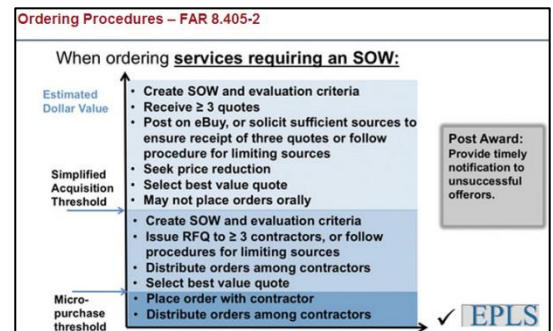 Ordering Procedures – FAR 8.405-2
When ordering services requiring an SOW:
Estimated
Dollar Value
• Create SOW and evaluation criteria
• Receive ≥ 3 quotes
• Post on eBuy, or solicit sufficient sources to
ensure receipt of three quotes or follow
procedure for limiting sources
• Seek price reduction
• Select best value quote
• May not place orders orally
Simplified
Acquisition
Threshold
• Create SOW and evaluation criteria
• Issue RFQ to ≥ 3 contractors, or follow
procedures for limiting sources
• Distribute orders among contractors
• Select best value quote
Micro-
purchase
threshold
• Place order with contractor
• Distribute orders among contractors
Post Award:
Provide timely
notification to
unsuccessful
offerors.
✓ EPLS